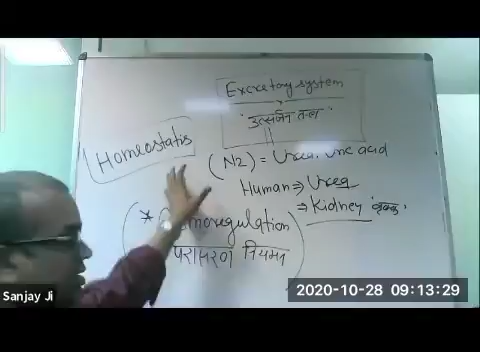 Excretory system
उत्सर्जन तन्त्र
Homeostatis
(N2) = Urea, Uric acid
Human ⇒ Urea
⇒ Kidney 'वृक्क'
* Osmoregulation
परासरण नियमन
Sanjay Ji
2020-10-28 09:13:29